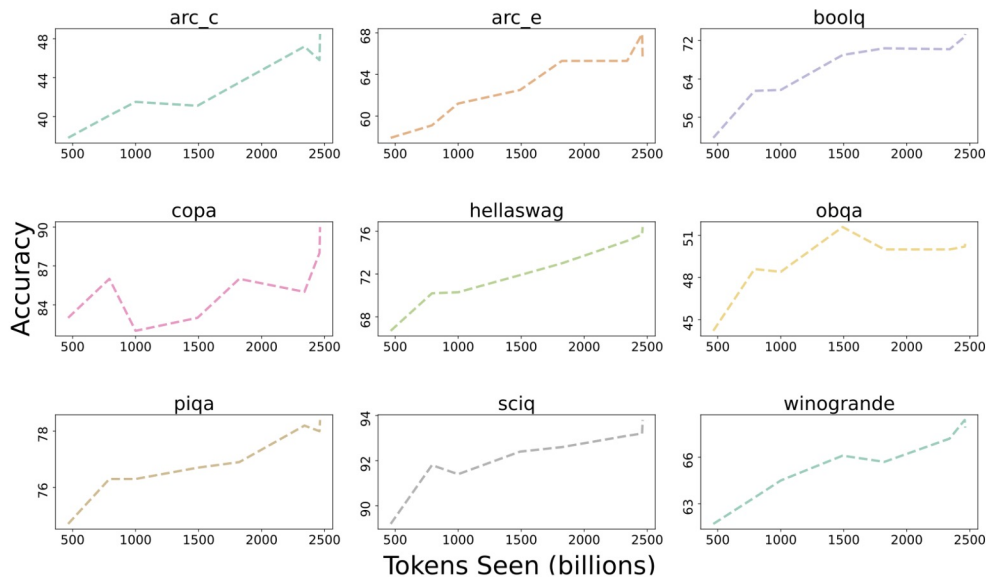 arc_c
48
44
40
500 1000 1500 2000 2500
arc_e
68
64
60
500 1000 1500 2000 2500
boolq
72
64
56
500 1000 1500 2000 2500
Accuracy
copa
90
87
84
500 1000 1500 2000 2500
hellaswag
76
72
68
500 1000 1500 2000 2500
obqa
51
48
45
500 1000 1500 2000 2500
piqa
78
76
500 1000 1500 2000 2500
sciq
94
92
90
500 1000 1500 2000 2500
winogrande
66
63
500 1000 1500 2000 2500
Tokens Seen (billions)